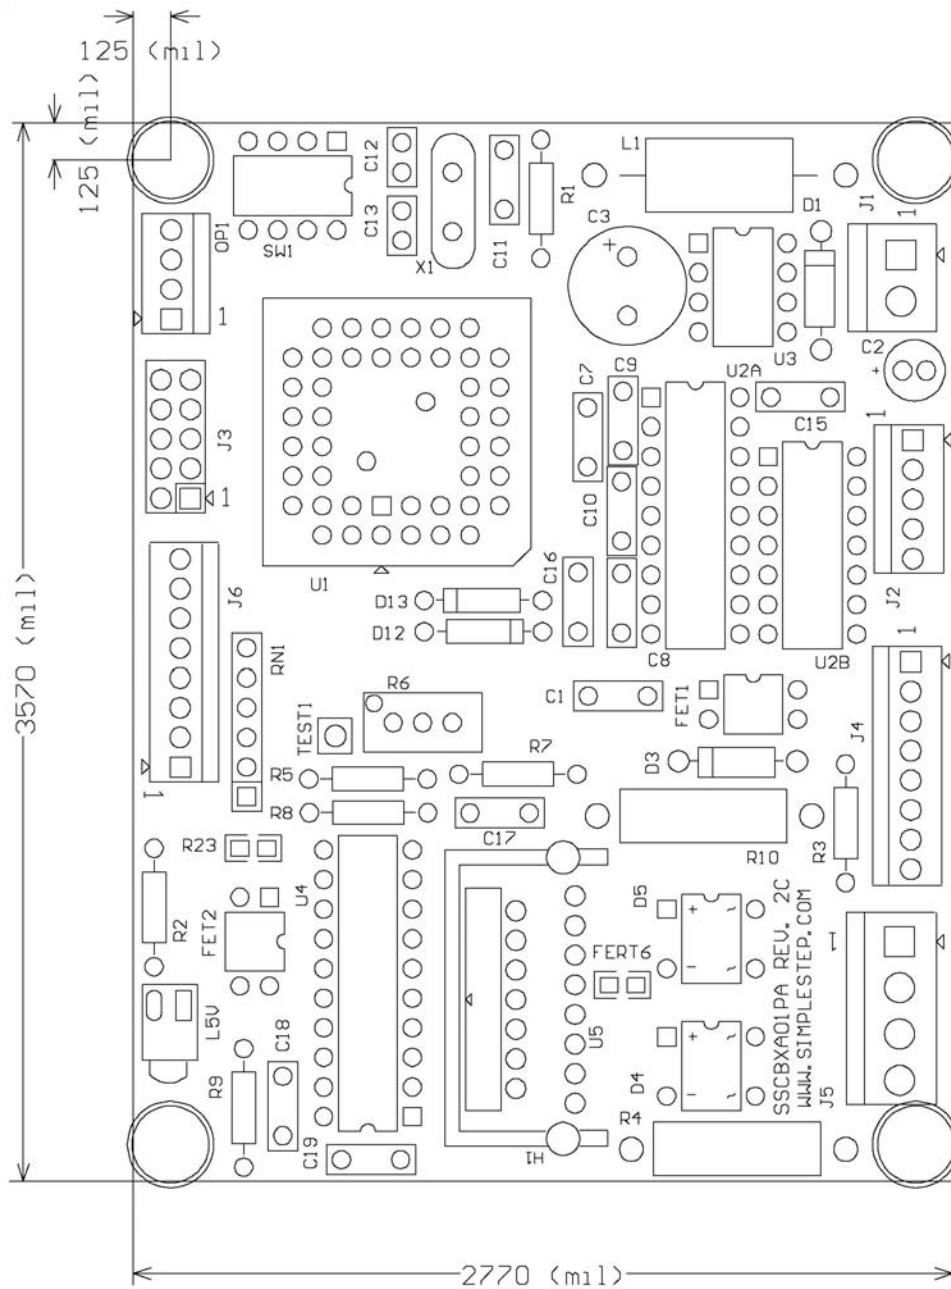 125 (mil)
125 (mil)
3570 (mil)
2770 (mil)
C12
C13
SW1
X1
C11
R1
L1
C3
D1
J1
1
OP1
1
U3
C2
+
+
C7
C9
U2A
C15
1
J3
1
C10
J2
U1
C16
D13
D12
J6
RN1
C8
U2B
1
R6
C1
FET1
TEST1
J4
1
R5
R7
D3
R8
C17
R10
R3
R23
U4
R2
FET2
D5
+
~
-
~
FERT6
1
SSCBXA01PA REV. 2C
WWW.SIMPLESTEP.COM
L5V
C18
U5
R9
D4
+
~
-
~
J5
R4
C19
H1